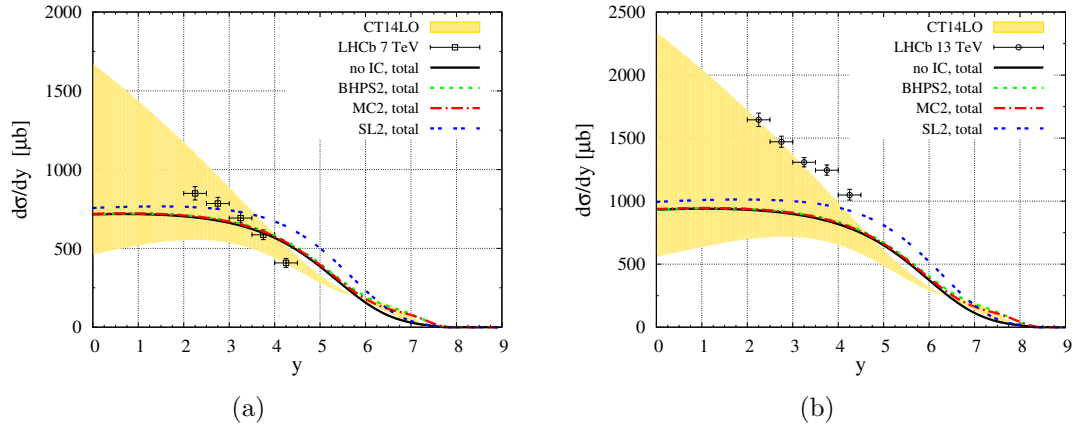 2000
1500
1000
500
0
dσ/dy [μb]
0 1 2 3 4 5 6 7 8 9
y
CT14LO
LHCb 7 TeV
no IC, total
BHPS2, total
MC2, total
SL2, total
(a)
2500
2000
1500
1000
500
0
dσ/dy [μb]
0 1 2 3 4 5 6 7 8 9
y
CT14LO
LHCb 13 TeV
no IC, total
BHPS2, total
MC2, total
SL2, total
(b)